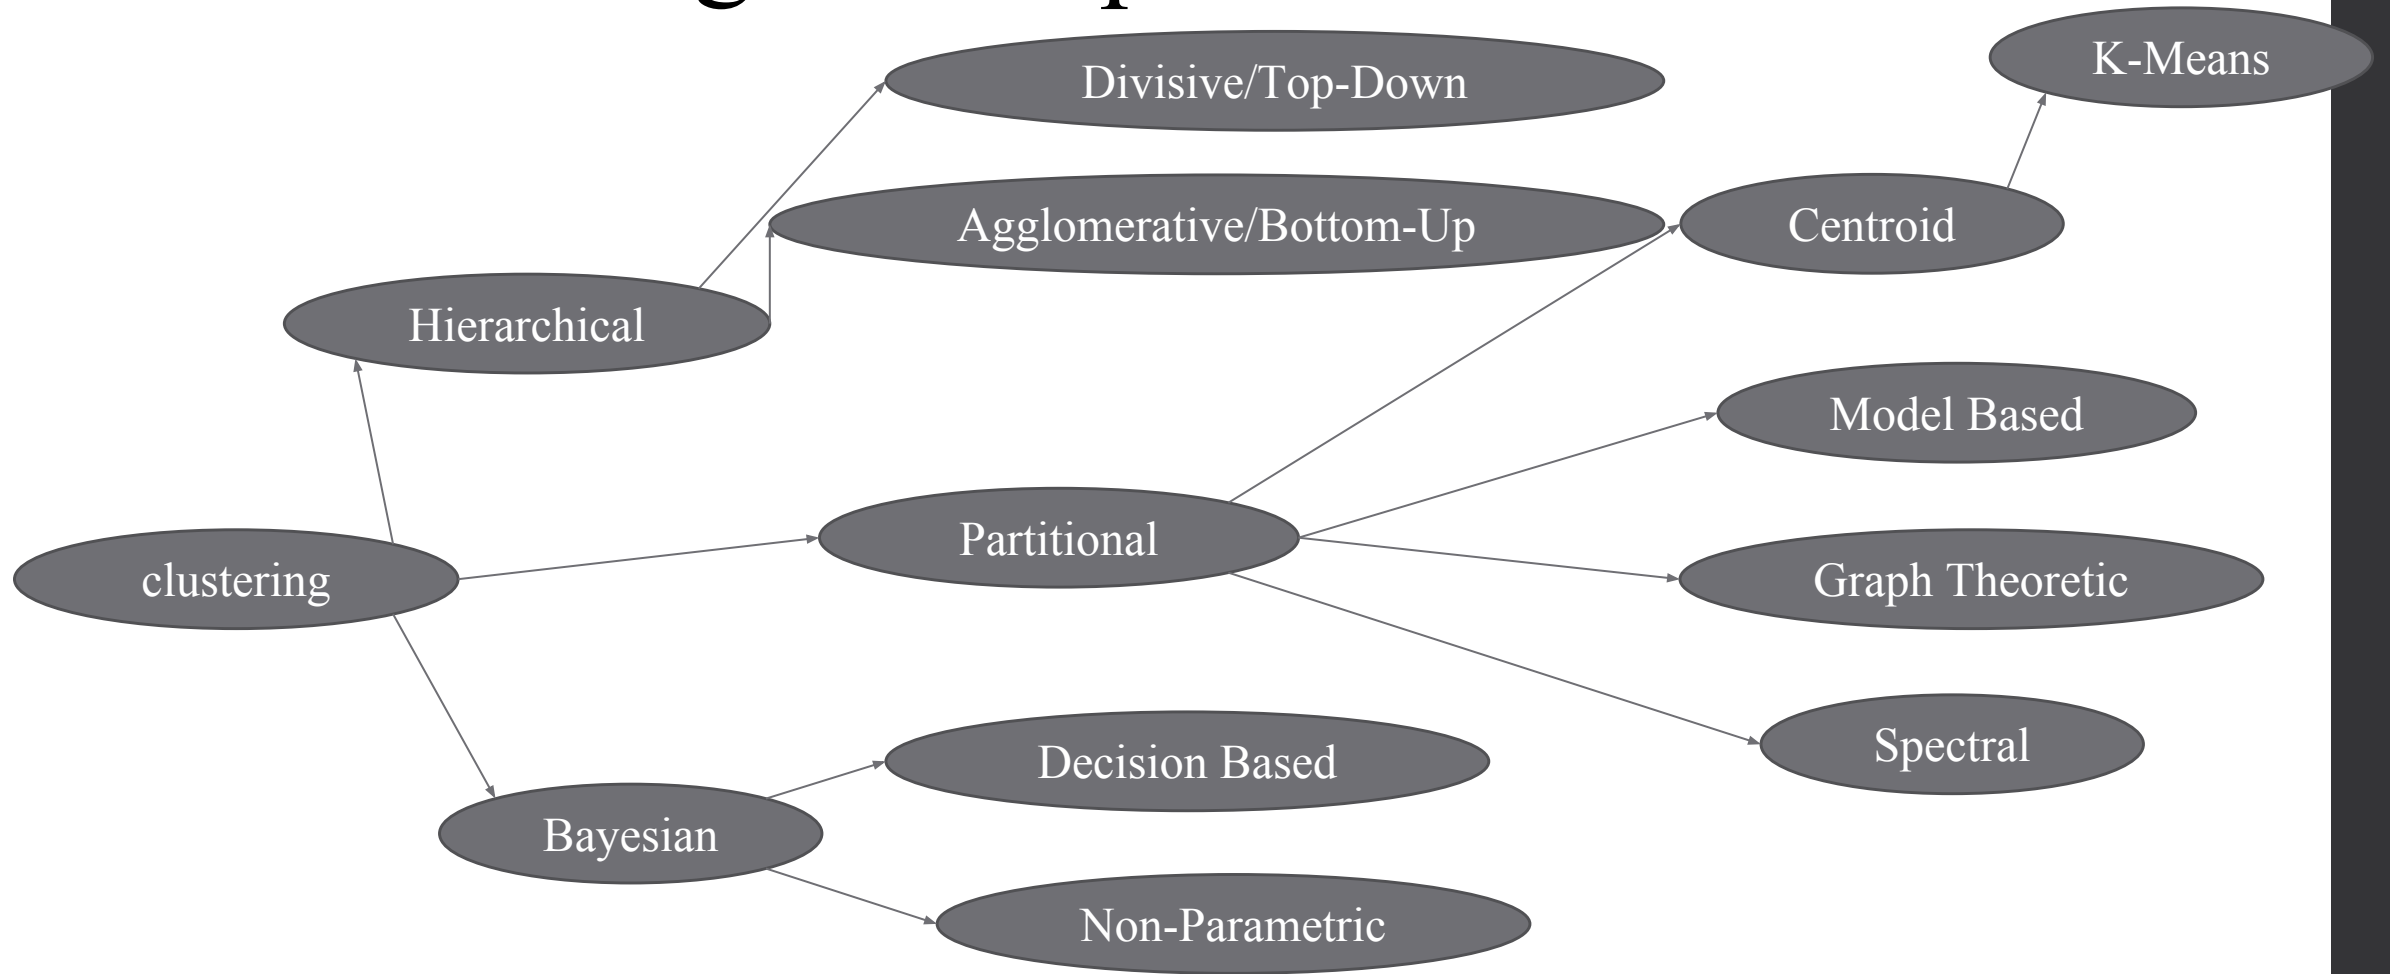 Divisive/Top-Down
K-Means
Agglomerative/Bottom-Up
Centroid
Hierarchical
Model Based
Partitional
clustering
Graph Theoretic
Spectral
Decision Based
Bayesian
Non-Parametric